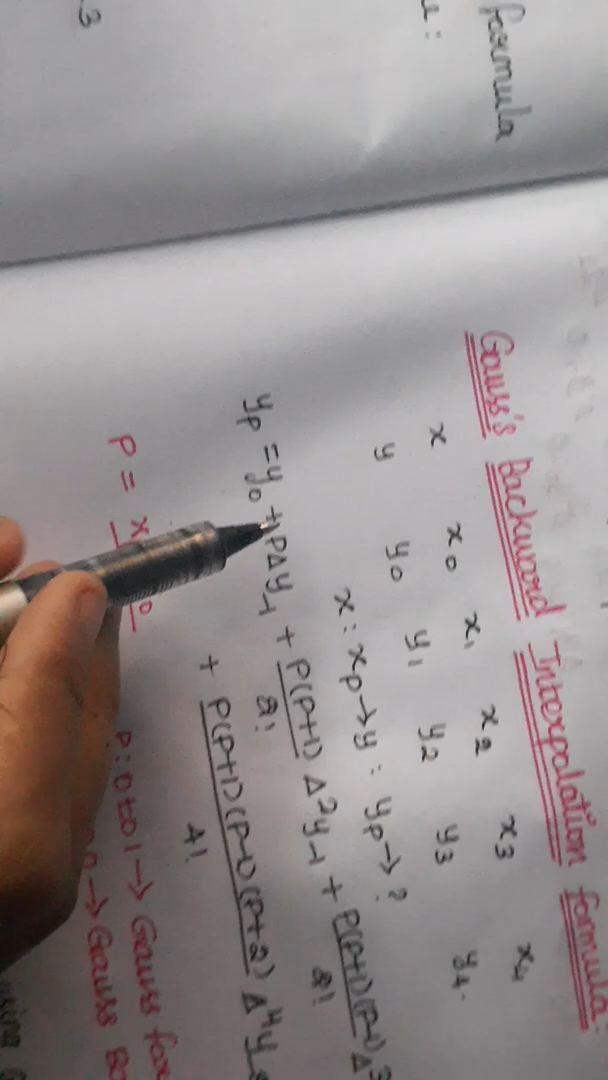 formula
u :
.3
Gauss's Backward Interpolation formula.
x x₀ x₁ x₂ x₃ x₄
y y₀ y₁ y₂ y₃ y₄.
x : xₚ → y : yₚ → ?
yₚ = y₀ + PΔy₋₁ + P(P+1)/2! Δ²y₋₁ + P(P+1)(P-1)/3! Δ³
+ P(P+1)(P-1)(P+2)/4! Δ⁴y
P = x
P : 0 to 1 → Gauss for
→ Gauss Ba
using